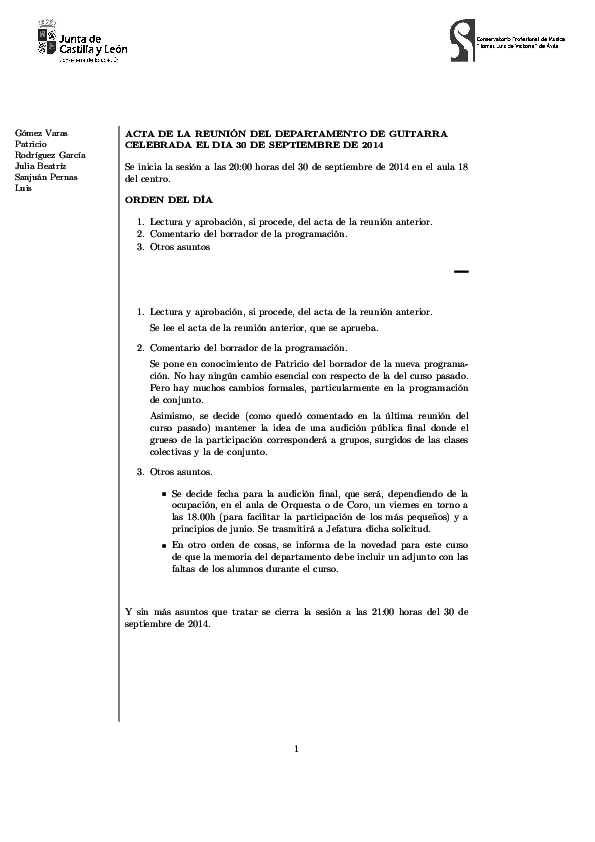 Junta de
Castilla y León
Conservatorio Profesional de Música
"Tomás Luis de Victoria" de Ávila
Gómez Varas
Patricio
Rodríguez García
Julia Beatríz
Sanjuán Pernas
Luis
ACTA DE LA REUNIÓN DEL DEPARTAMENTO DE GUITARRA
CELEBRADA EL DIA 30 DE SEPTIEMBRE DE 2014
Se inicia la sesión a las 20:00 horas del 30 de septiembre de 2014 en el aula 18
del centro.
ORDEN DEL DÍA
1. Lectura y aprobación, si procede, del acta de la reunión anterior.
2. Comentario del borrador de la programación.
3. Otros asuntos
1. Lectura y aprobación, si procede, del acta de la reunión anterior.
Se lee el acta de la reunión anterior, que se aprueba.
2. Comentario del borrador de la programación.
Se pone en conocimiento de Patricio del borrador de la nueva programa-
ción. No hay ningún cambio esencial con respecto de la del curso pasado.
Pero hay muchos cambios formales, particularmente en la programación
de conjunto.
Asimismo, se decide (como quedó comentado en la última reunión del
curso pasado) mantener la idea de una audición pública final donde el
grueso de la participación corresponderá a grupos, surgidos de las clases
colectivas y la de conjunto.
3. Otros asuntos.
Se decide fecha para la audición final, que será, dependiendo de la
ocupación, en el aula de Orquesta o de Coro, un viernes en torno a
las 18.00h (para facilitar la participación de los más pequeños) y a
principios de junio. Se trasmitirá a Jefatura dicha solicitud.
En otro orden de cosas, se informa de la novedad para este curso
de que la memoria del departamento debe incluir un adjunto con las
faltas de los alumnos durante el curso.
Y sin más asuntos que tratar se cierra la sesión a las 21:00 horas del 30 de
septiembre de 2014.
1